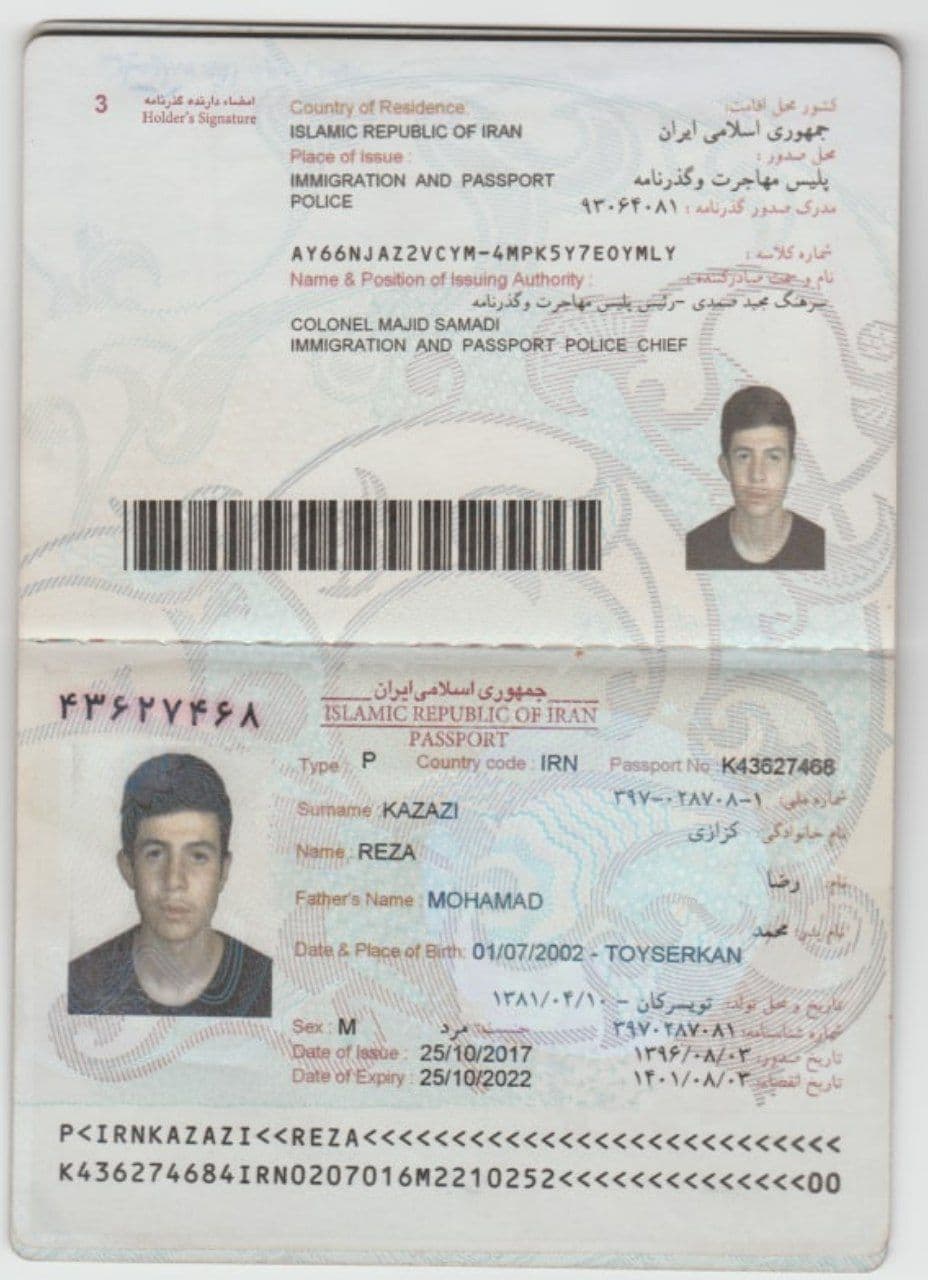 3
امضاء دارنده گذرنامه
Holder's Signature
Country of Residence:
کشور محل اقامت:
ISLAMIC REPUBLIC OF IRAN
جمهوری اسلامی ایران
Place of Issue :
محل صدور :
IMMIGRATION AND PASSPORT
POLICE
پلیس مهاجرت وگذرنامه
مدرک صدور گذرنامه : ۹۳۰۶۴۰۸۱
AY66NJAZ2VCYM-4MPK5Y7EOYMLY
شماره کلاسه :
Name & Position of Issuing Authority :
نام و سمت صادرکننده :
سرهنگ مجید صمدی -رئیس پلیس مهاجرت وگذرنامه
COLONEL MAJID SAMADI
IMMIGRATION AND PASSPORT POLICE CHIEF
۴۳۶۲۷۴۶۸
جمهوری اسلامی ایران
ISLAMIC REPUBLIC OF IRAN
PASSPORT
Type : P
Country code : IRN
Passport No : K43627468
شماره ملی: ۳۹۷-۰۲۸۷۰۸-۱
Surname : KAZAZI
نام خانوادگی: کزازی
Name : REZA
نام: رضا
Father's Name : MOHAMAD
نام پدر: محمد
Date & Place of Birth: 01/07/2002 - TOYSERKAN
تاریخ و محل تولد: تویسرکان - ۱۳۸۱/۰۴/۱۰
Sex : M
جنسیت: مرد
شماره شناسنامه: ۳۹۷۰۲۸۷۰۸۱
Date of Issue : 25/10/2017
تاریخ صدور: ۱۳۹۶/۰۸/۰۳
Date of Expiry : 25/10/2022
تاریخ انقضاء: ۱۴۰۱/۰۸/۰۳
P<IRNKAZAZI<<REZA<<<<<<<<<<<<<<<<<<<<<<<<<<<
K436274684IRN0207016M2210252<<<<<<<<<<<<<<00